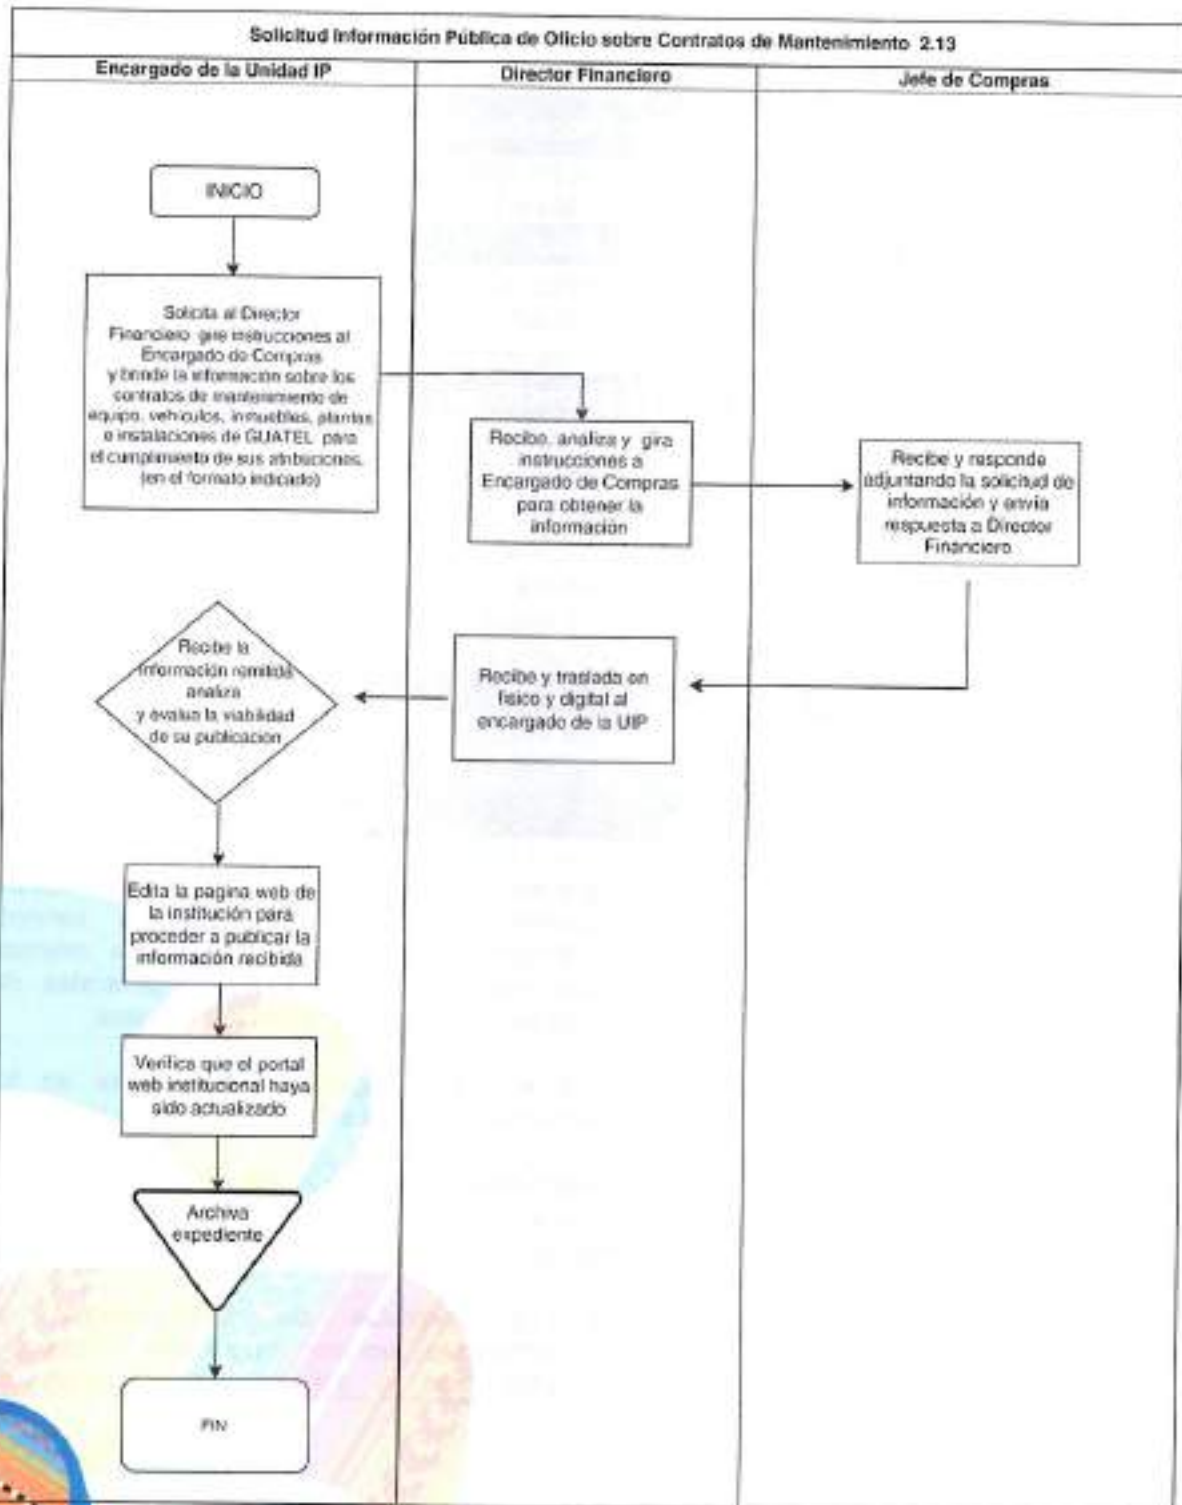 Solicitud Información Pública de Oficio sobre Contratos de Mantenimiento 2.13
Encargado de la Unidad IP
Director Financiero
Jefe de Compras
INICIO
Solicita al Director
Financiero gire instrucciones al
Encargado de Compras
y brinde la información sobre los
contratos de mantenimiento de
equipo, vehículos, inmuebles, plantas
e instalaciones de GUATEL para
el cumplimiento de sus atribuciones.
(en el formato indicado)
Recibe, analiza y gira
instrucciones a
Encargado de Compras
para obtener la
información
Recibe y responde
adjuntando la solicitud de
información y envía
respuesta a Director
Financiero
Recibe la
información remitida
analiza
y evalua la viabilidad
de su publicación
Recibe y traslada en
fisico y digital al
encargado de la UIP
Edita la pagina web de
la institución para
proceder a publicar la
información recibida
Verifica que el portal
web institucional haya
sido actualizado
Archiva
expediente
FIN